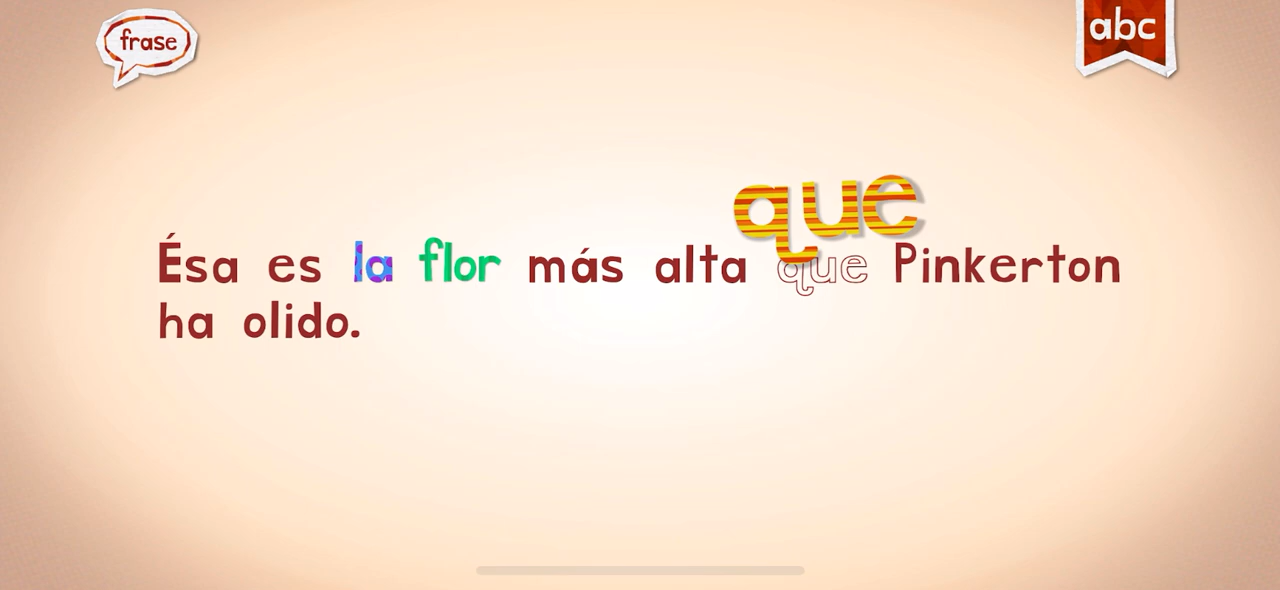 frase
abc
Ésa es la flor más alta que Pinkerton
ha olido.
que